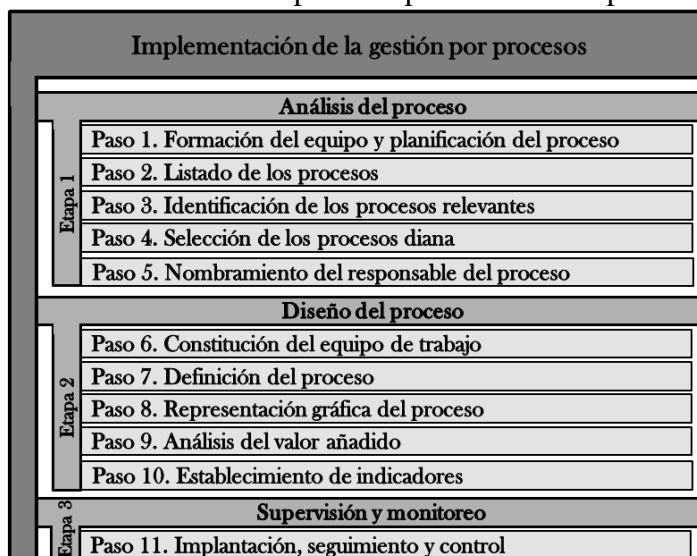 Implementación de la gestión por procesos
Análisis del proceso
Etapa 1
Paso 1. Formación del equipo y planificación del proceso
Paso 2. Listado de los procesos
Paso 3. Identificación de los procesos relevantes
Paso 4. Selección de los procesos diana
Paso 5. Nombramiento del responsable del proceso
Diseño del proceso
Etapa 2
Paso 6. Constitución del equipo de trabajo
Paso 7. Definición del proceso
Paso 8. Representación gráfica del proceso
Paso 9. Análisis del valor añadido
Paso 10. Establecimiento de indicadores
Supervisión y monitoreo
Etapa 3
Paso 11. Implantación, seguimiento y control